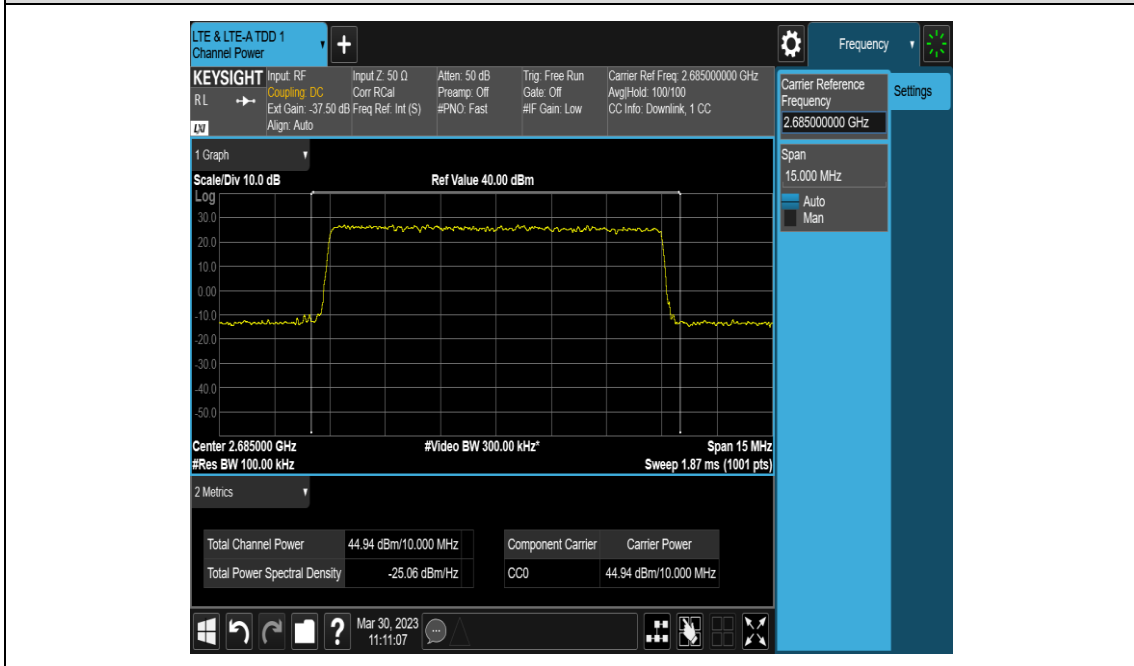 LTE & LTE-A TDD 1
Channel Power
+
Frequency
KEYSIGHT
RL
LXI
Input: RF
Coupling: DC
Ext Gain: -37.50 dB
Align: Auto
Input Z: 50 Ω
Corr RCal
Freq Ref: Int (S)
Atten: 50 dB
Preamp: Off
#PNO: Fast
Trig: Free Run
Gate: Off
#IF Gain: Low
Carrier Ref Freq: 2.685000000 GHz
Avg|Hold: 100/100
CC Info: Downlink, 1 CC
Carrier Reference
Frequency
2.685000000 GHz
Settings
Span
15.000 MHz
Auto
Man
1 Graph
Scale/Div 10.0 dB
Ref Value 40.00 dBm
Log
30.0
20.0
10.0
0.00
-10.0
-20.0
-30.0
-40.0
-50.0
Center 2.685000 GHz
#Video BW 300.00 kHz*
Span 15 MHz
#Res BW 100.00 kHz
Sweep 1.87 ms (1001 pts)
2 Metrics
Total Channel Power 44.94 dBm/10.000 MHz
Total Power Spectral Density -25.06 dBm/Hz
Component Carrier Carrier Power
CC0 44.94 dBm/10.000 MHz
?
Mar 30, 2023
11:11:07